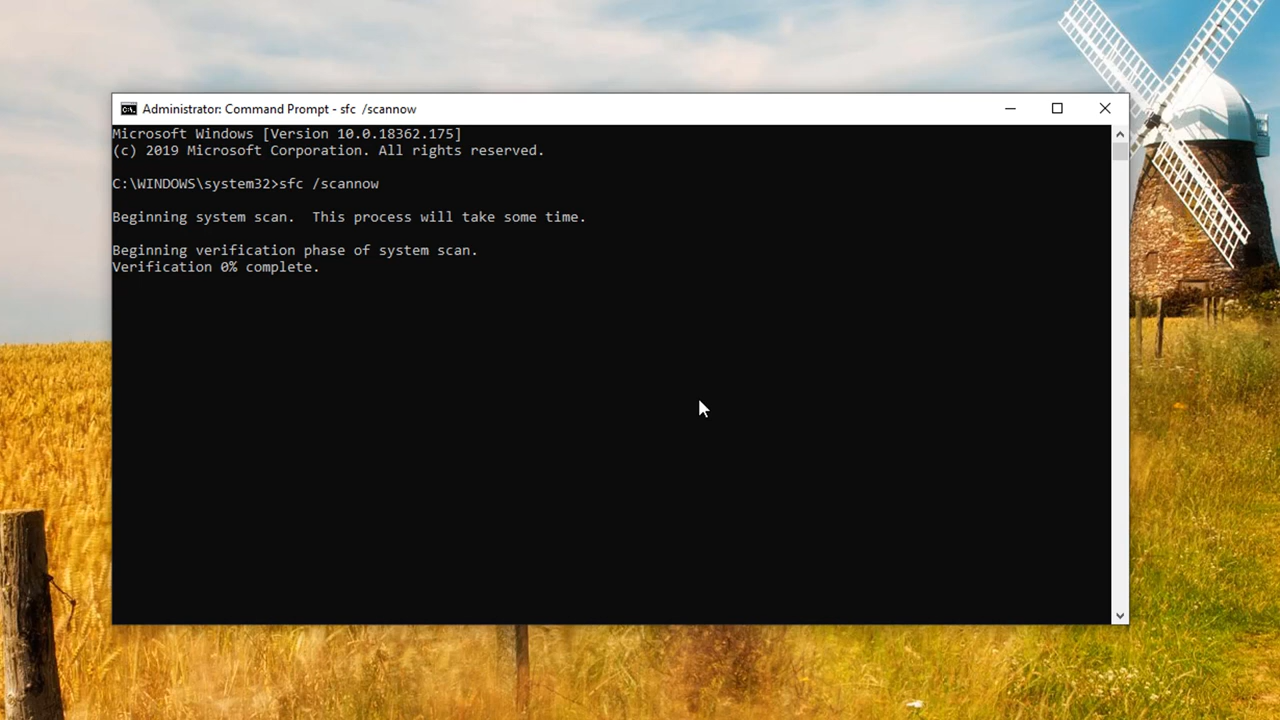 Administrator: Command Prompt - sfc  /scannow
Microsoft Windows [Version 10.0.18362.175]
(c) 2019 Microsoft Corporation. All rights reserved.
C:\WINDOWS\system32>sfc /scannow
Beginning system scan.  This process will take some time.
Beginning verification phase of system scan.
Verification 0% complete.